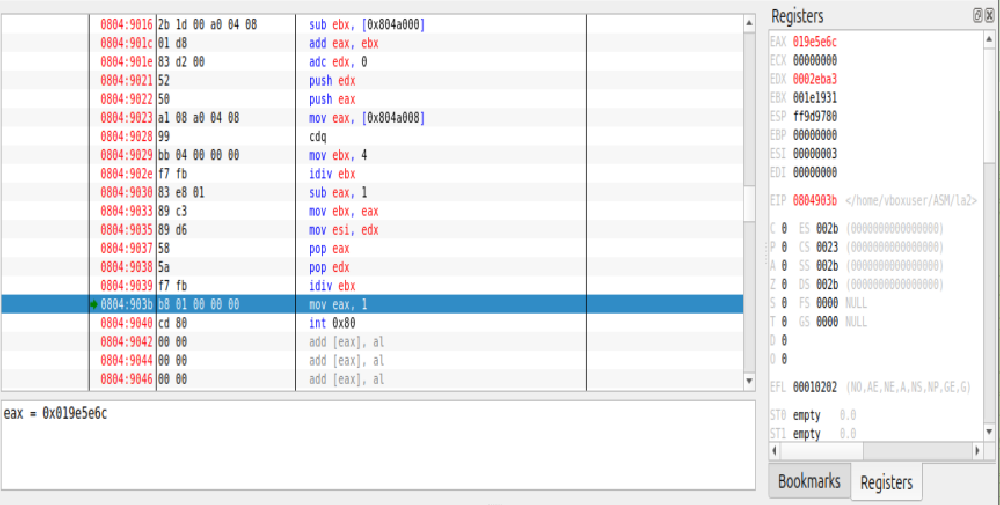 0804:9016 2b 1d 00 a0 04 08 sub ebx, [0x804a000]
0804:901c 01 d8 add eax, ebx
0804:901e 83 d2 00 adc edx, 0
0804:9021 52 push edx
0804:9022 50 push eax
0804:9023 a1 08 a0 04 08 mov eax, [0x804a008]
0804:9028 99 cdq
0804:9029 bb 04 00 00 00 mov ebx, 4
0804:902e f7 fb idiv ebx
0804:9030 83 e8 01 sub eax, 1
0804:9033 89 c3 mov ebx, eax
0804:9035 89 d6 mov esi, edx
0804:9037 58 pop eax
0804:9038 5a pop edx
0804:9039 f7 fb idiv ebx
0804:903b b8 01 00 00 00 mov eax, 1
0804:9040 cd 80 int 0x80
0804:9042 00 00 add [eax], al
0804:9044 00 00 add [eax], al
0804:9046 00 00 add [eax], al
eax = 0x019e5e6c
Registers
EAX 019e5e6c
ECX 00000000
EDX 0002eba3
EBX 001e1931
ESP ff9d9780
EBP 00000000
ESI 00000003
EDI 00000000
EIP 0804903b </home/vboxuser/ASM/la2>
C 0 ES 002b (0000000000000000)
P 0 CS 0023 (0000000000000000)
A 0 SS 002b (0000000000000000)
Z 0 DS 002b (0000000000000000)
S 0 FS 0000 NULL
T 0 GS 0000 NULL
D 0
O 0
EFL 00010202 (NO,AE,NE,A,NS,NP,GE,G)
ST0 empty 0.0
ST1 empty 0.0
Bookmarks Registers